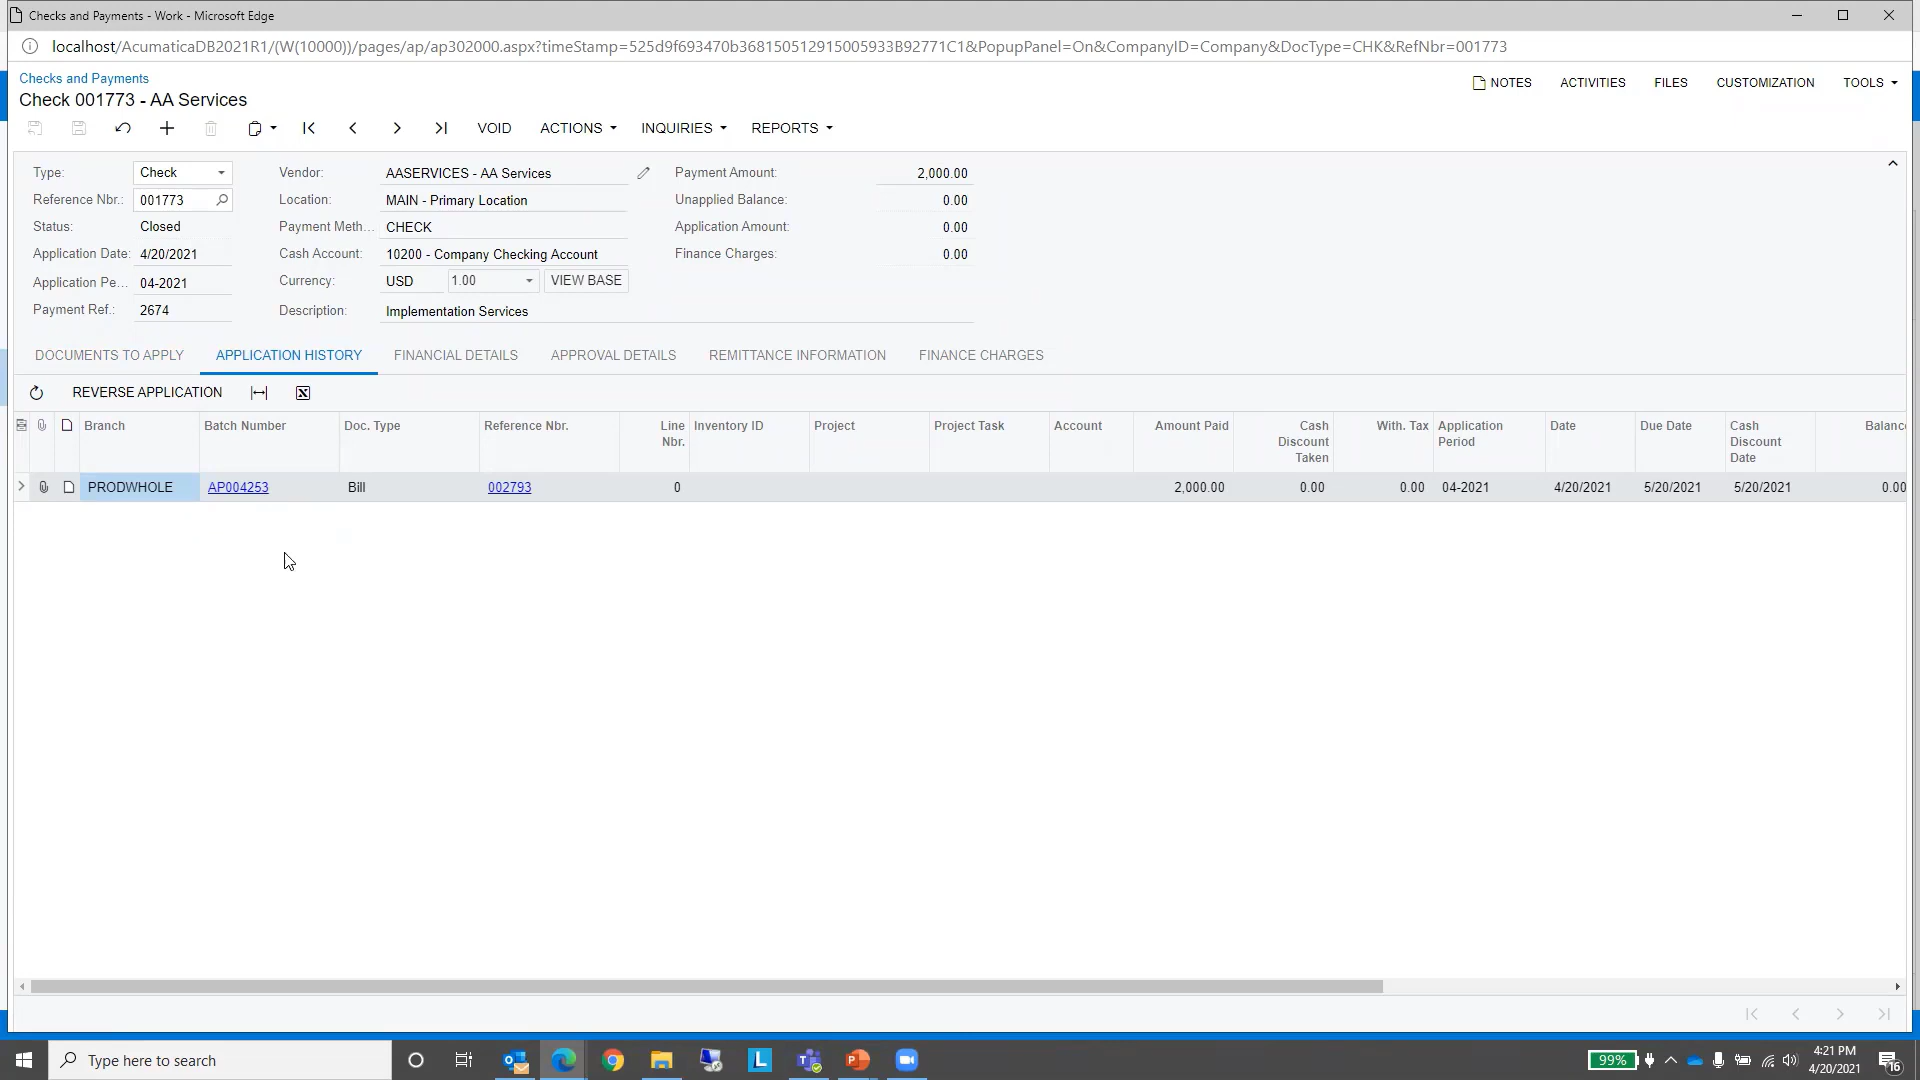 Checks and Payments - Work - Microsoft Edge
localhost/AcumaticaDB2021R1/(W(10000))/pages/ap/ap302000.aspx?timeStamp=525d9f693470b368150512915005933B92771C1&PopupPanel=On&CompanyID=Company&DocType=CHK&RefNbr=001773
Checks and Payments
NOTES ACTIVITIES FILES CUSTOMIZATION TOOLS
Check 001773 - AA Services
VOID ACTIONS INQUIRIES REPORTS
Type: Check Vendor: AASERVICES - AA Services Payment Amount: 2,000.00
Reference Nbr.: 001773 Location: MAIN - Primary Location Unapplied Balance: 0.00
Status: Closed Payment Meth... CHECK Application Amount: 0.00
Application Date: 4/20/2021 Cash Account: 10200 - Company Checking Account Finance Charges: 0.00
Application Pe... 04-2021 Currency: USD 1.00 VIEW BASE
Payment Ref.: 2674 Description: Implementation Services
DOCUMENTS TO APPLY APPLICATION HISTORY FINANCIAL DETAILS APPROVAL DETAILS REMITTANCE INFORMATION FINANCE CHARGES
REVERSE APPLICATION
Branch Batch Number Doc. Type Reference Nbr. Line Nbr. Inventory ID Project Project Task Account Amount Paid Cash Discount Taken With. Tax Application Period Date Due Date Cash Discount Date Balanc
PRODWHOLE AP004253 Bill 002793 0 2,000.00 0.00 0.00 04-2021 4/20/2021 5/20/2021 5/20/2021 0.00
Type here to search
99%
4:21 PM
4/20/2021
16